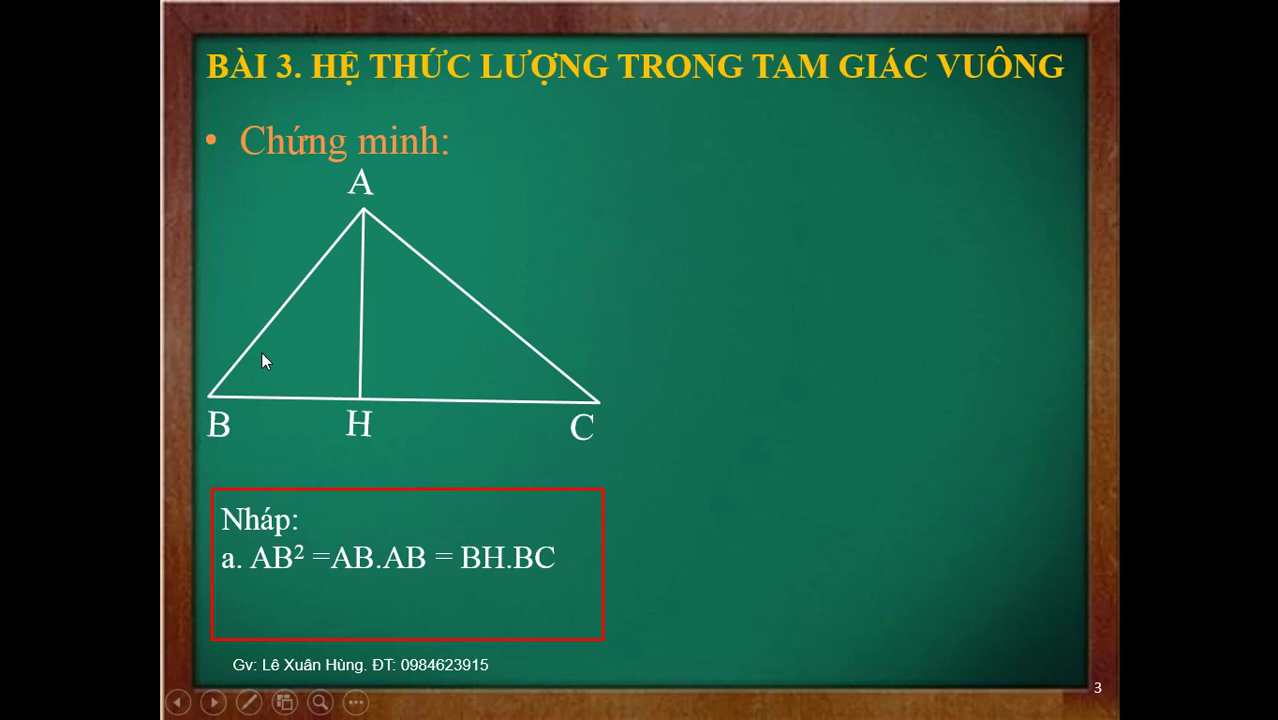 BÀI 3. HỆ THỨC LƯỢNG TRONG TAM GIÁC VUÔNG
• Chứng minh:
A
B
H
C
Nháp:
a. AB² =AB.AB = BH.BC
Gv: Lê Xuân Hùng. ĐT: 0984623915
3